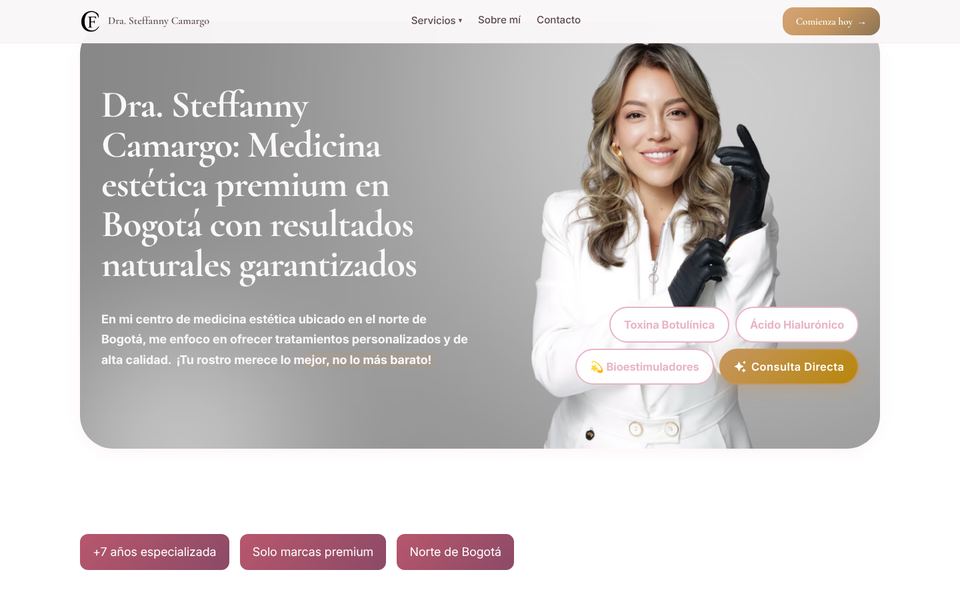 CF Dra. Steffanny Camargo
Servicios ▾ Sobre mí Contacto
Comienza hoy →
Dra. Steffanny
Camargo: Medicina
estética premium en
Bogotá con resultados
naturales garantizados
En mi centro de medicina estética ubicado en el norte de
Bogotá, me enfoco en ofrecer tratamientos personalizados y de
alta calidad. ¡Tu rostro merece lo mejor, no lo más barato!
Toxina Botulínica
Ácido Hialurónico
💫 Bioestimuladores
Consulta Directa
+7 años especializada
Solo marcas premium
Norte de Bogotá